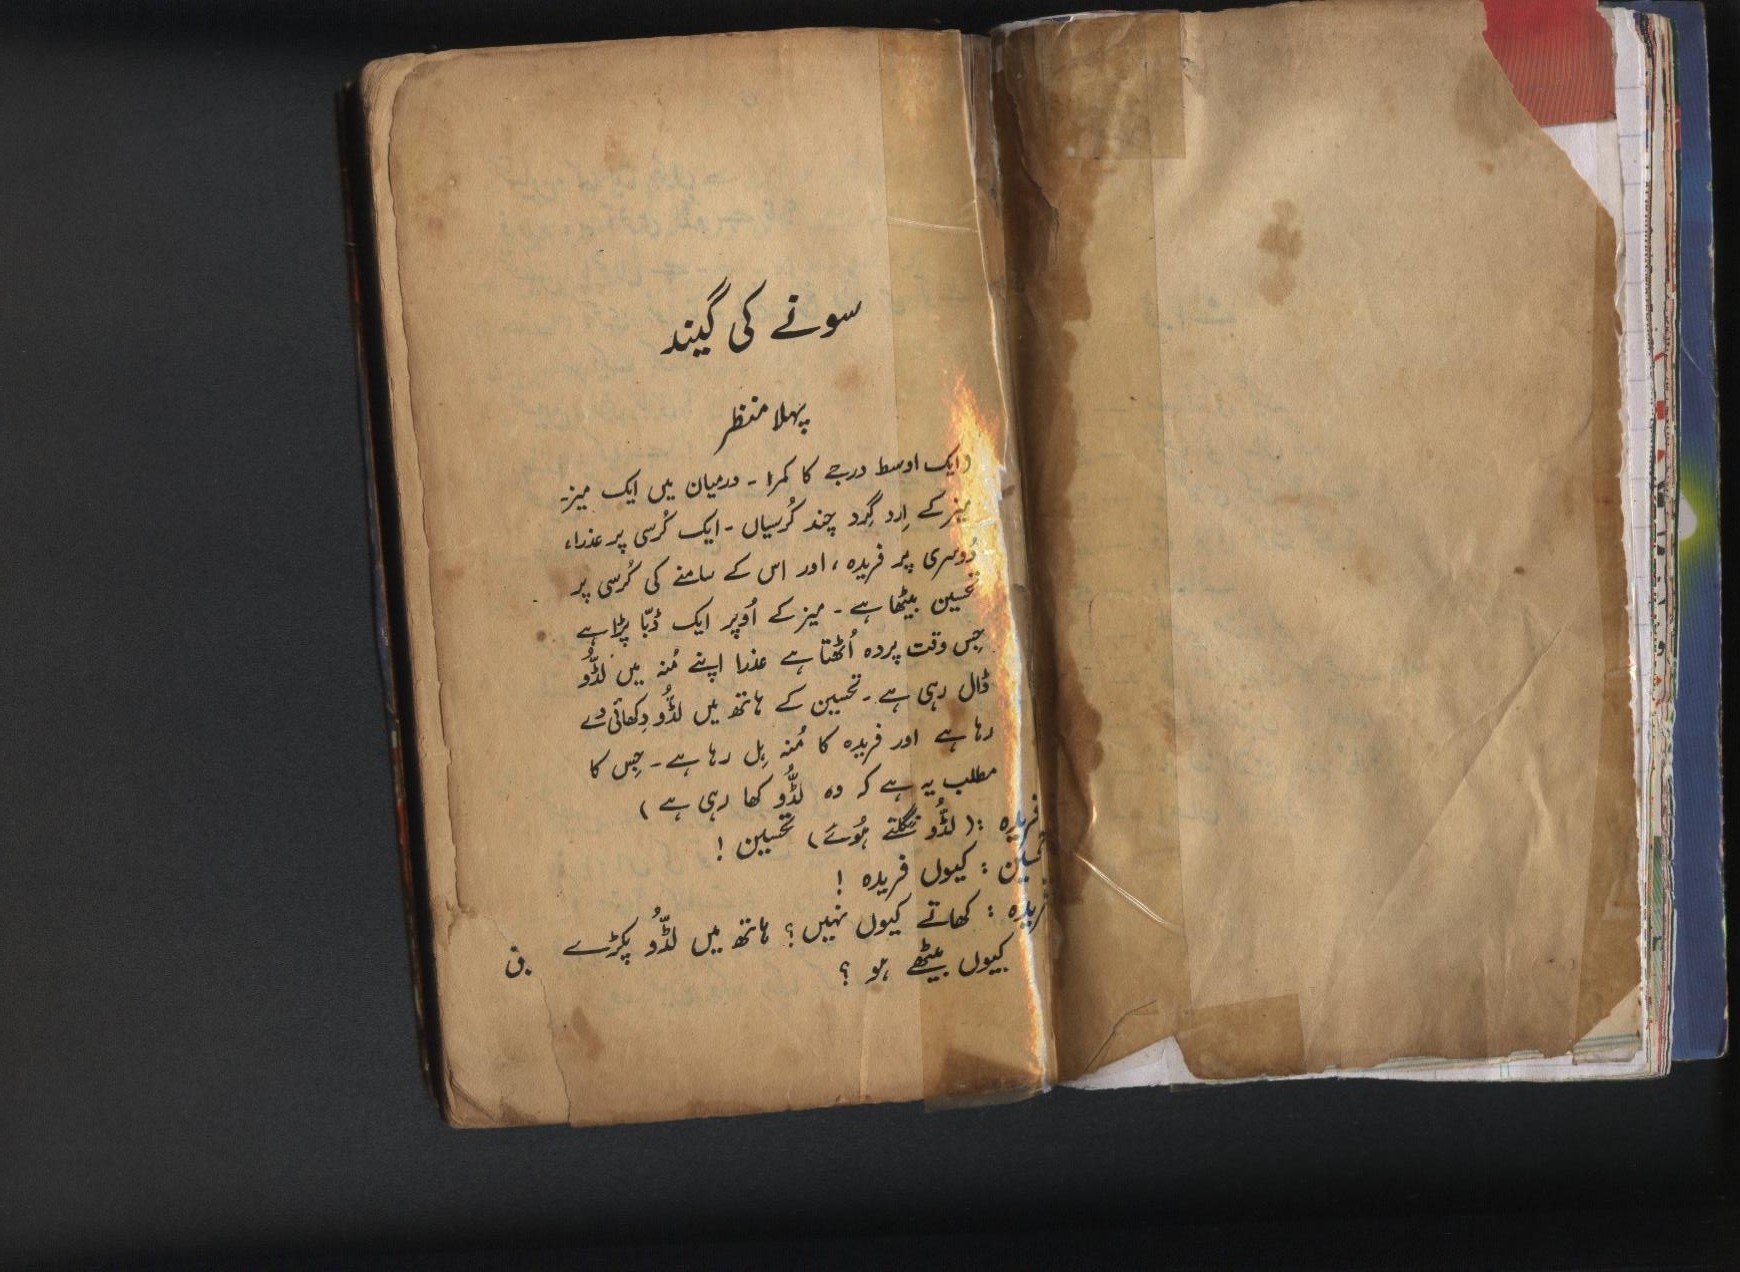 سونے کی گیند
پہلا منظر
(ایک اوسط درجے کا کمرا ۔ درمیان میں ایک میز۔
میز کے اِرد گِرد چند کُرسیاں ۔ ایک کُرسی پر عذرا،
دُوسری پر فریدہ ، اور اس کے سامنے کی کُرسی پر
تحسین بیٹھا ہے ۔ میز کے اُوپر ایک ڈبّا پڑا ہے
جِس وقت پردہ اُٹھتا ہے عذرا اپنے مُنہ میں لڈُّو
ڈال رہی ہے ۔ تحسین کے ہاتھ میں لڈُّو دِکھائی دے
رہا ہے اور فریدہ کا مُنہ ہِل رہا ہے ۔ جِس کا
مطلب یہ ہے کہ وہ لڈُّو کھا رہی ہے )
فریدہ : ( لڈُّو نگلتے ہُوئے ) تحسین !
تحسین : کیوں فریدہ !
فریدہ : کھاتے کیوں نہیں ؟ ہاتھ میں لڈُّو پکڑے
کیوں بیٹھے ہو ؟